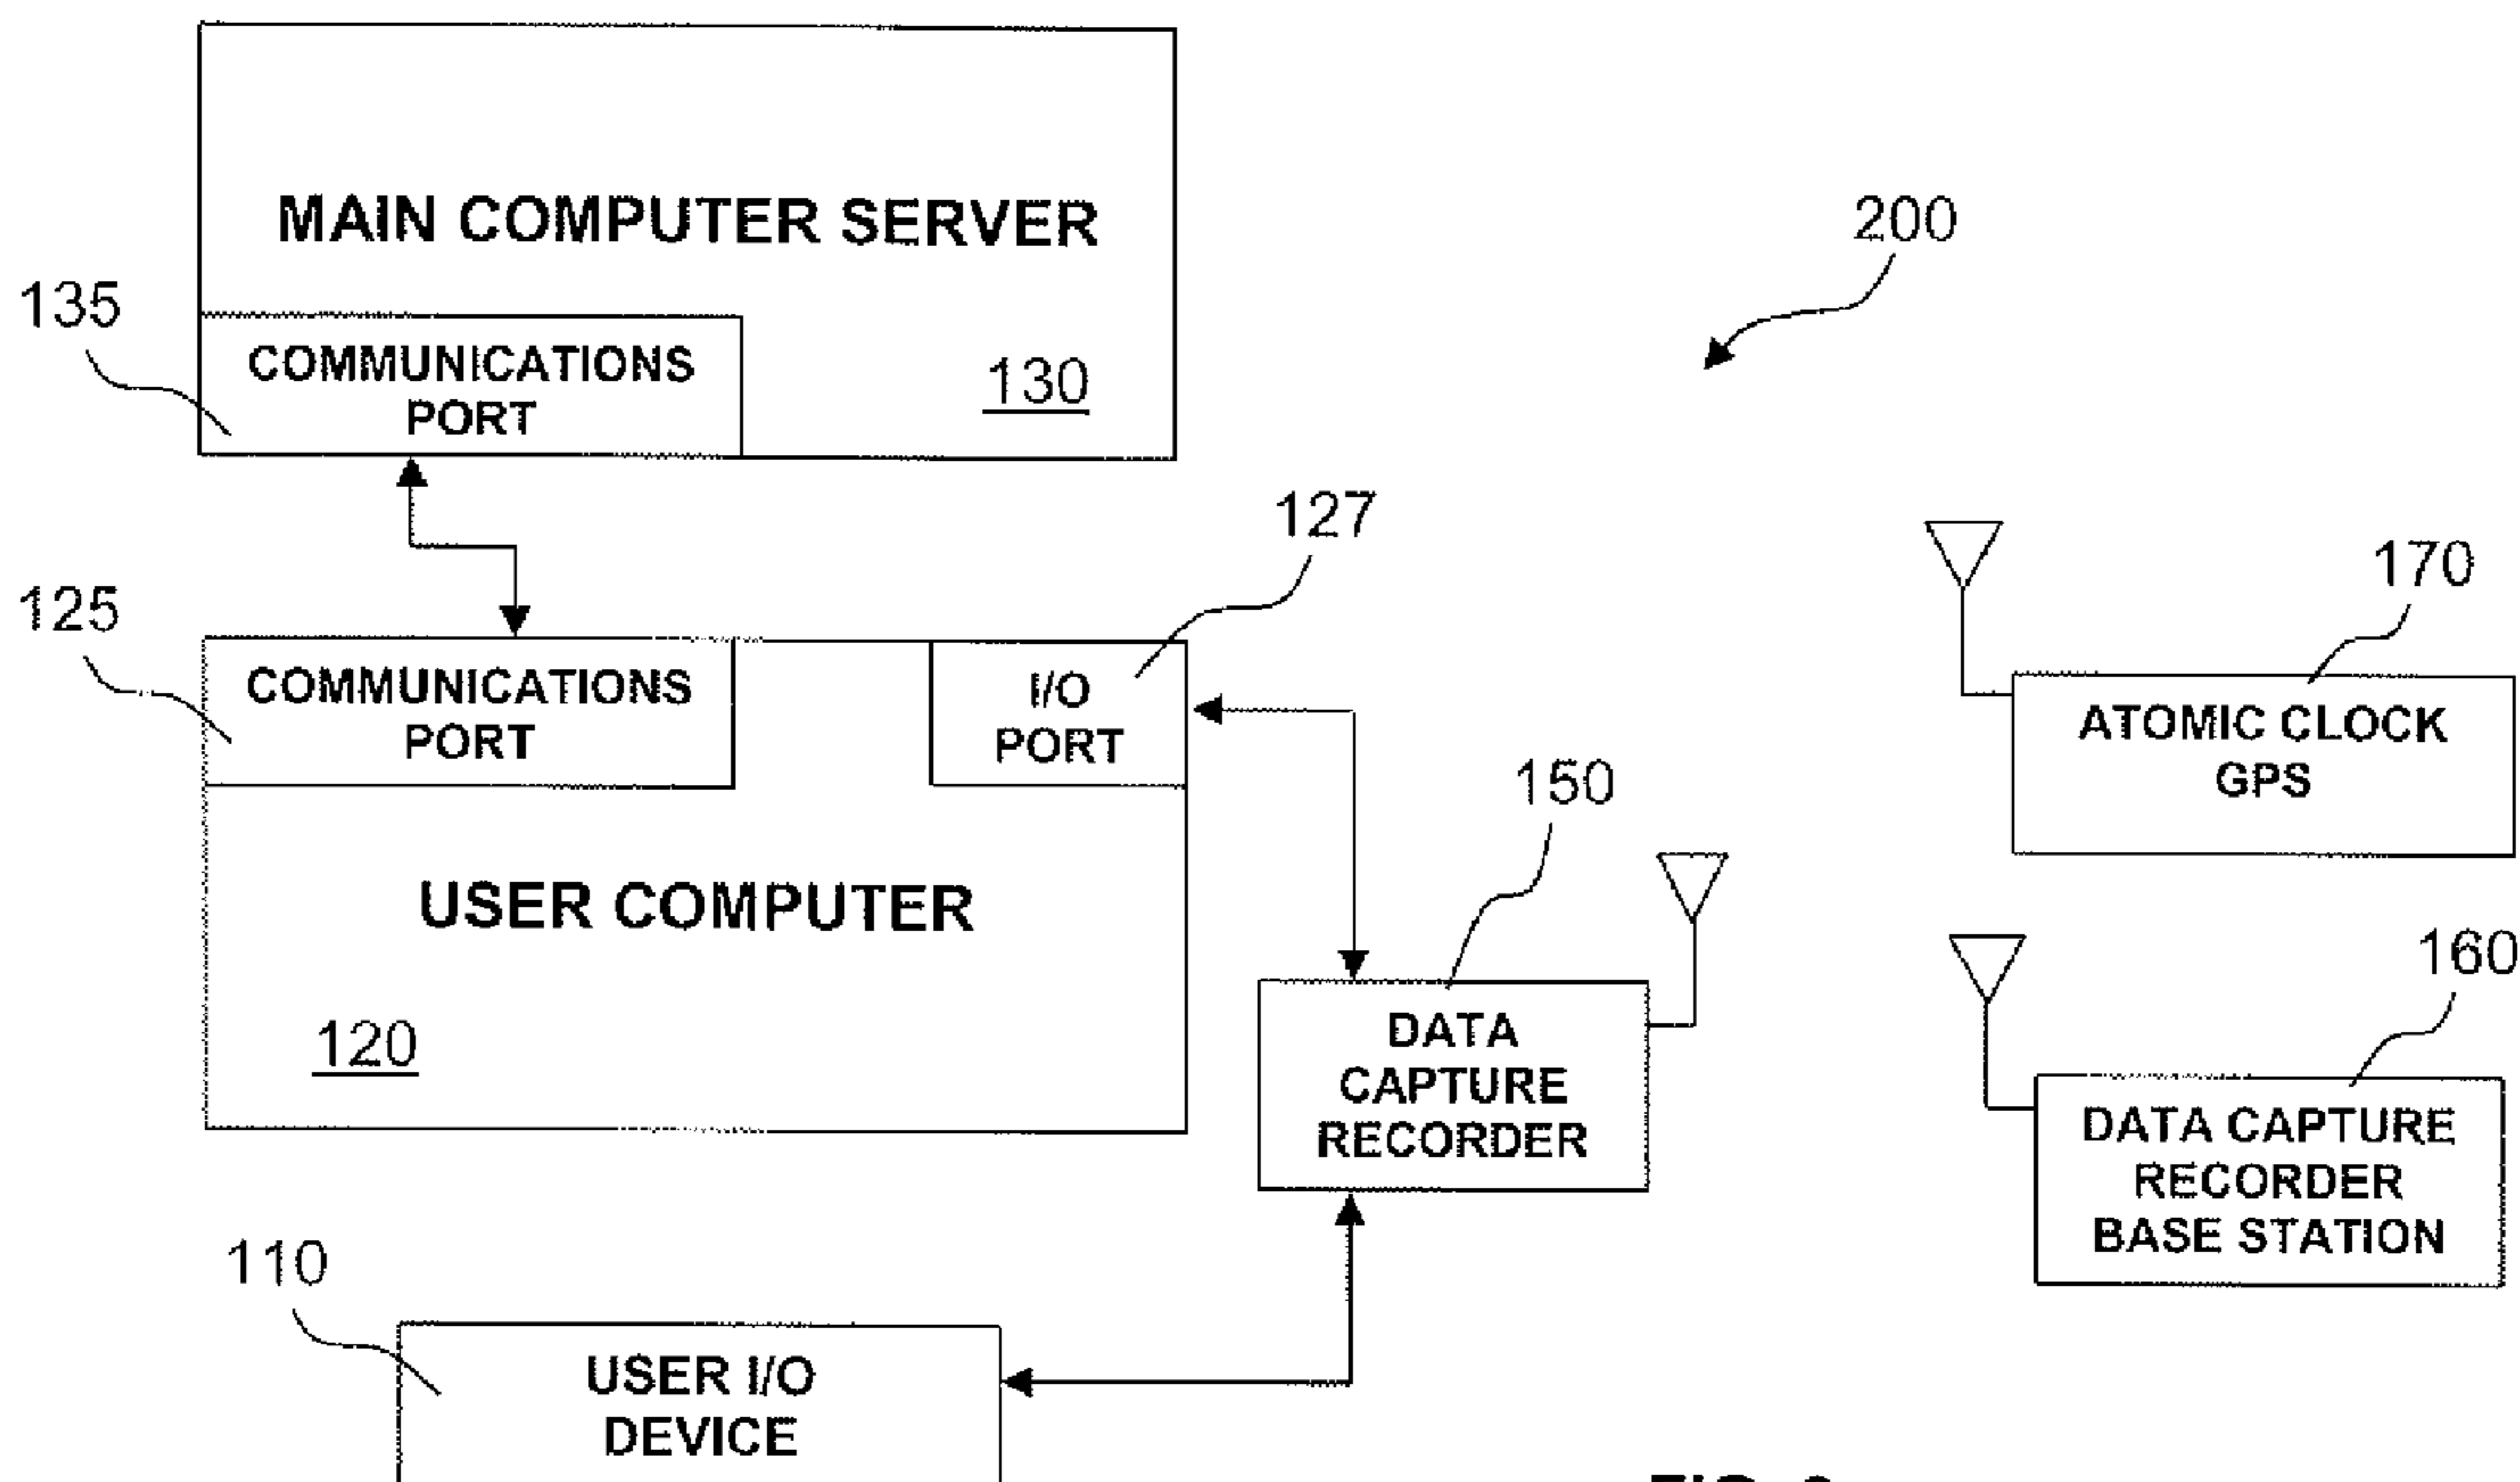 MAIN COMPUTER SERVER
200
135
COMMUNICATIONS
PORT
130
127
170
125
COMMUNICATIONS
PORT
I/O
PORT
ATOMIC CLOCK
GPS
150
USER COMPUTER
160
120
DATA
CAPTURE
RECORDER
DATA CAPTURE
RECORDER
BASE STATION
110
USER I/O
DEVICE